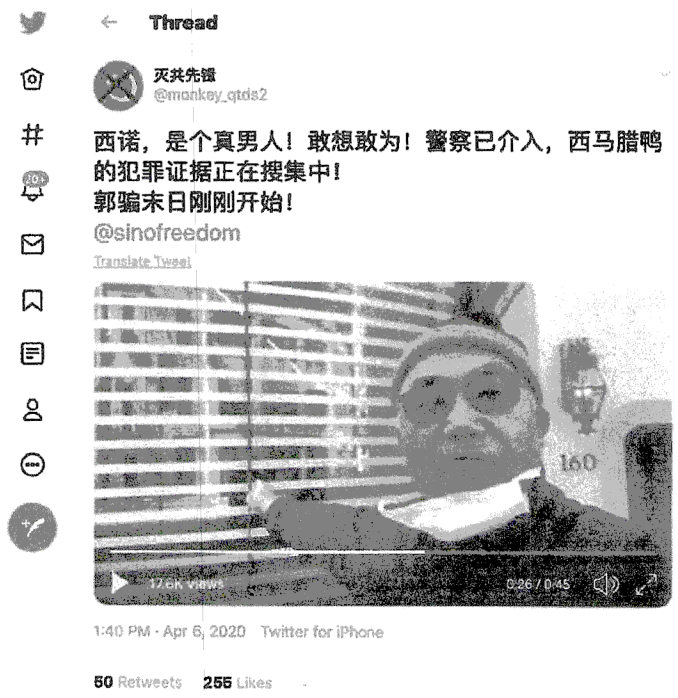 Thread
灭共先锋
@monkey_qtds2
西诺，是个真男人！敢想敢为！警察已介入，西马腊鸭
的犯罪证据正在搜集中！
郭骗末日刚刚开始！
@sinofreedom
Translate Tweet
20+
160
17.6K views
0:26 / 0:45
1:40 PM · Apr 6, 2020 Twitter for iPhone
50 Retweets 255 Likes